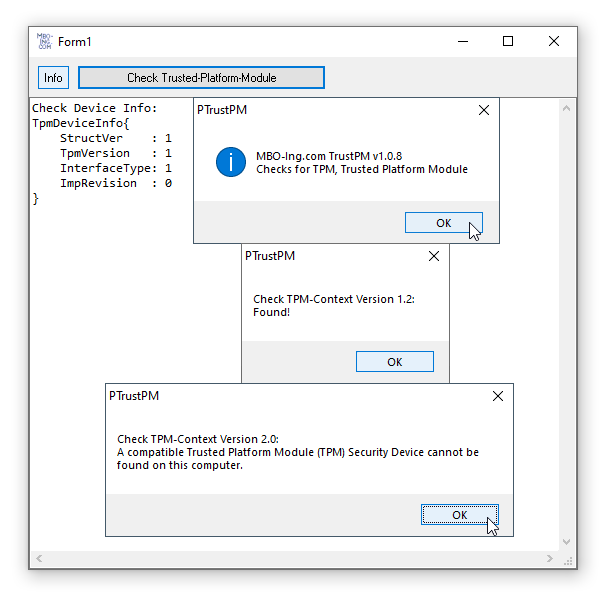 MBO-
ING.
COM
Form1
Info
Check Trusted-Platform-Module
Check Device Info:
TpmDeviceInfo{
    StructVer    : 1
    TpmVersion   : 1
    InterfaceType: 1
    ImpRevision  : 0
}
PTrustPM
MBO-Ing.com TrustPM v1.0.8
Checks for TPM, Trusted Platform Module
OK
PTrustPM
Check TPM-Context Version 1.2:
Found!
OK
PTrustPM
Check TPM-Context Version 2.0:
A compatible Trusted Platform Module (TPM) Security Device cannot be
found on this computer.
OK